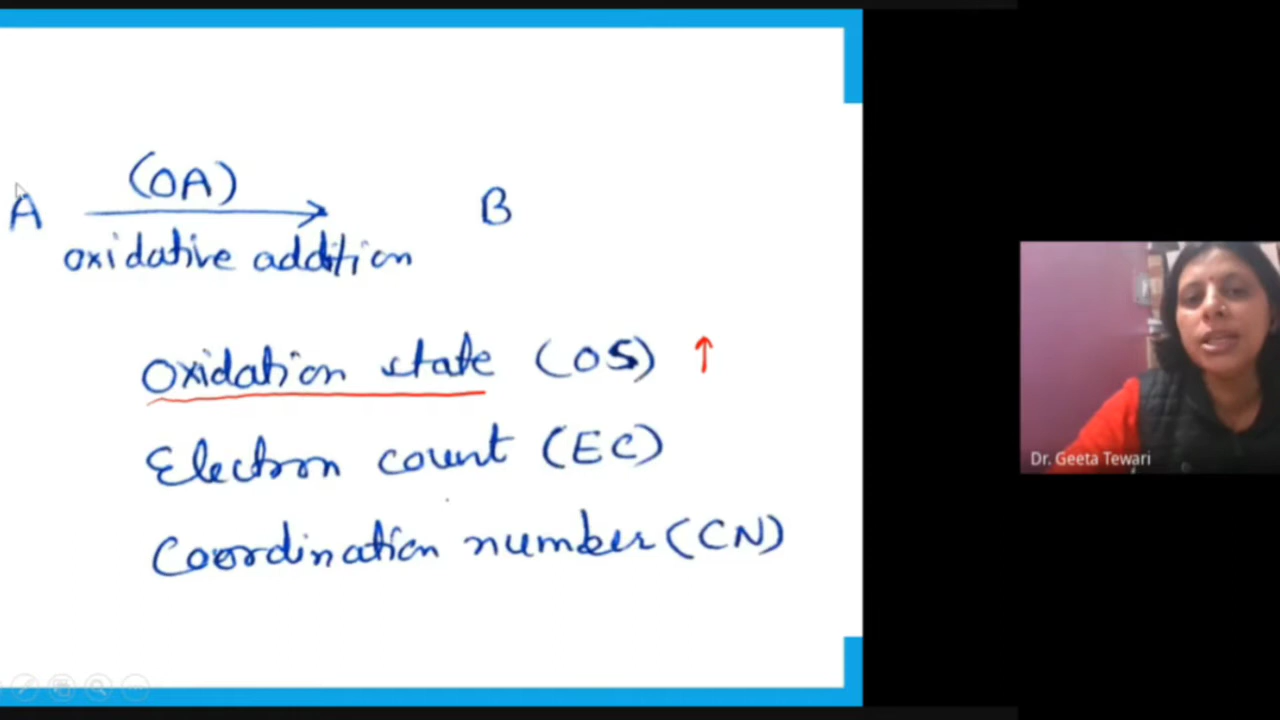 (OA)
A → B
oxidative addition
Oxidation state (OS) ↑
Electron count (EC)
Coordination number (CN)
Dr. Geeta Tewari